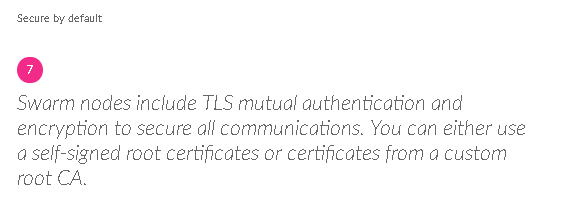 Secure by default
7
Swarm nodes include TLS mutual authentication and
encryption to secure all communications. You can either use
a self-signed root certificates or certificates from a custom
root CA.